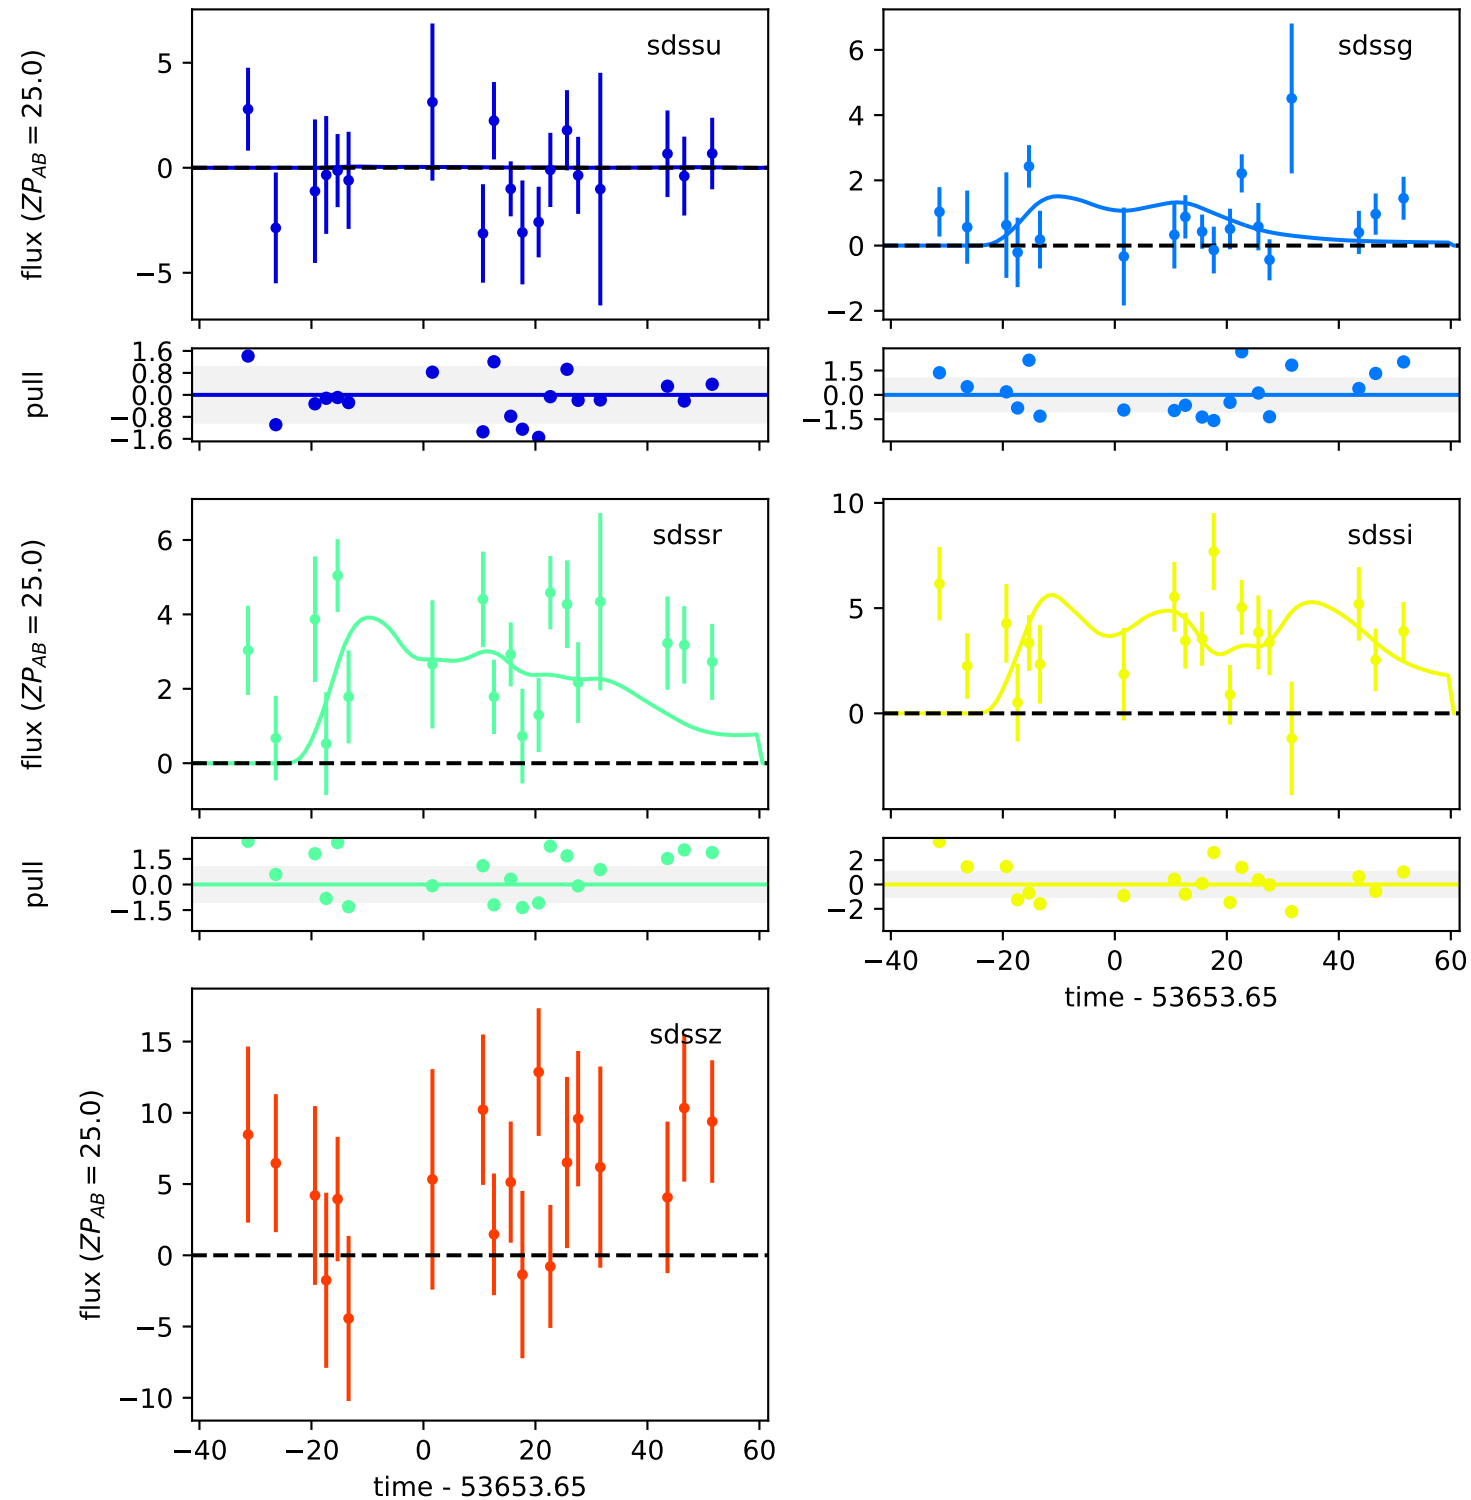 sdssu
flux (ZP_AB = 25.0)
5
0
−5
sdssg
6
4
2
0
−2
pull
1.6
0.8
0.0
−0.8
−1.6
1.5
0.0
−1.5
sdssr
flux (ZP_AB = 25.0)
6
4
2
0
sdssi
10
5
0
pull
1.5
0.0
−1.5
2
0
−2
−40 −20 0 20 40 60
time - 53653.65
sdssz
flux (ZP_AB = 25.0)
15
10
5
0
−5
−10
−40 −20 0 20 40 60
time - 53653.65